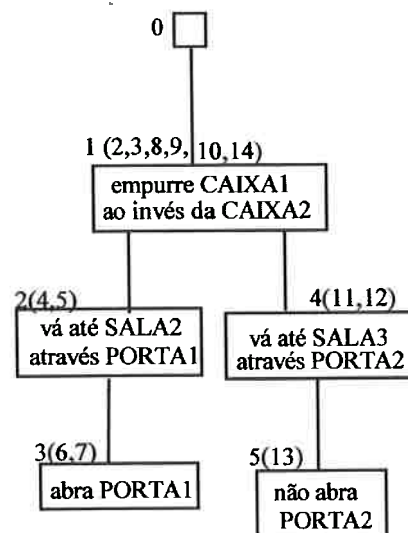 0
1 (2,3,8,9, 10,14)
empurre CAIXA1
ao invés da CAIXA2
2(4,5)
vá até SALA2
através PORTA1
4(11,12)
vá até SALA3
através PORTA2
3(6,7)
abra PORTA1
5(13)
não abra
PORTA2